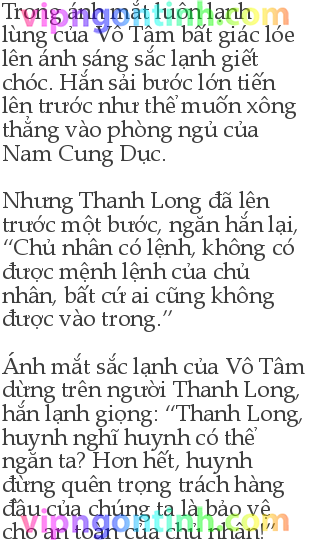 Trong ánh mắt luôn lạnh
vipngontinh.com
lùng của Vô Tâm bất giác lóe
lên ánh sáng sắc lạnh giết
chóc. Hắn sải bước lớn tiến
lên trước như thể muốn xông
thẳng vào phòng ngủ của
Nam Cung Dục.
Nhưng Thanh Long đã lên
trước một bước, ngăn hắn lại,
“Chủ nhân có lệnh, không có
được mệnh lệnh của chủ
nhân, bất cứ ai cũng không
được vào trong.”
Ánh mắt sắc lạnh của Vô Tâm
dừng trên người Thanh Long,
hắn lạnh giọng: “Thanh Long,
huynh nghĩ huynh có thể
ngăn ta? Hơn hết, huynh
đừng quên trọng trách hàng
đầu của chúng ta là bảo vệ
cho an toàn của chủ nhân!”
vipngontinh.com